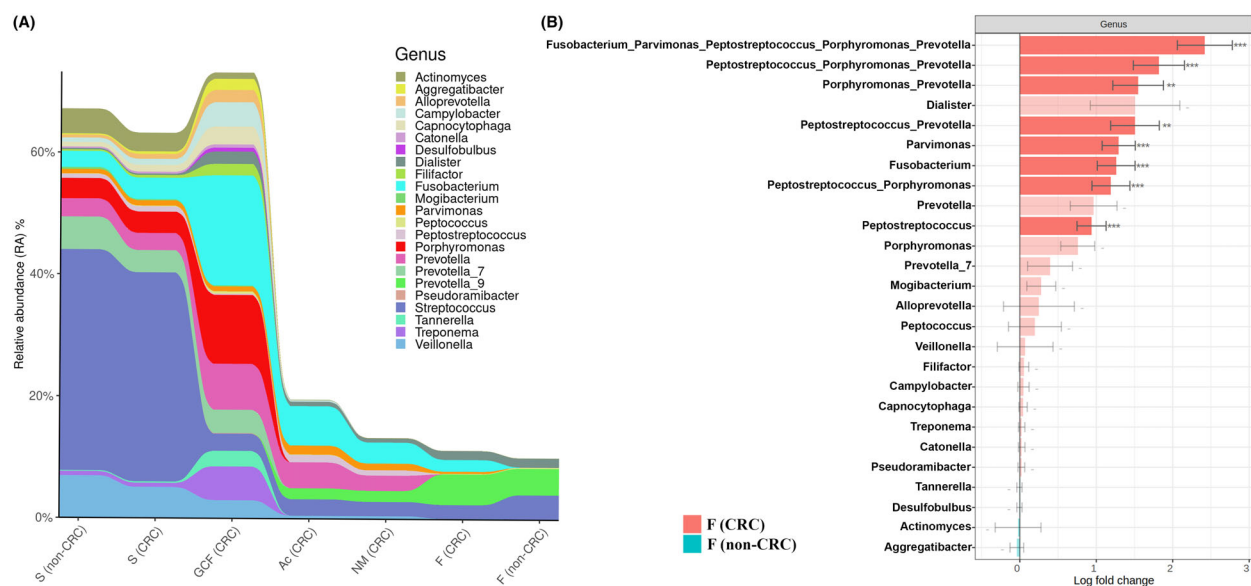 (A)
Relative abundance (RA) %
60%
40%
20%
0%
S (non-CRC)
S (CRC)
GCF (CRC)
Ac (CRC)
NM (CRC)
F (CRC)
F (non-CRC)
Genus
Actinomyces
Aggregatibacter
Alloprevotella
Campylobacter
Capnocytophaga
Catonella
Desulfobulbus
Dialister
Filifactor
Fusobacterium
Mogibacterium
Parvimonas
Peptococcus
Peptostreptococcus
Porphyromonas
Prevotella
Prevotella_7
Prevotella_9
Pseudoramibacter
Streptococcus
Tannerella
Treponema
Veillonella
(B)
Genus
Fusobacterium_Parvimonas_Peptostreptococcus_Porphyromonas_Prevotella ***
Peptostreptococcus_Porphyromonas_Prevotella ***
Porphyromonas_Prevotella **
Dialister -
Peptostreptococcus_Prevotella **
Parvimonas ***
Fusobacterium ***
Peptostreptococcus_Porphyromonas ***
Prevotella -
Peptostreptococcus ***
Porphyromonas -
Prevotella_7 -
Mogibacterium -
Alloprevotella -
Peptococcus -
Veillonella -
Filifactor -
Campylobacter -
Capnocytophaga -
Treponema -
Catonella -
Pseudoramibacter -
Tannerella -
Desulfobulbus -
Actinomyces -
Aggregatibacter -
F (CRC)
F (non-CRC)
0 1 2 3
Log fold change